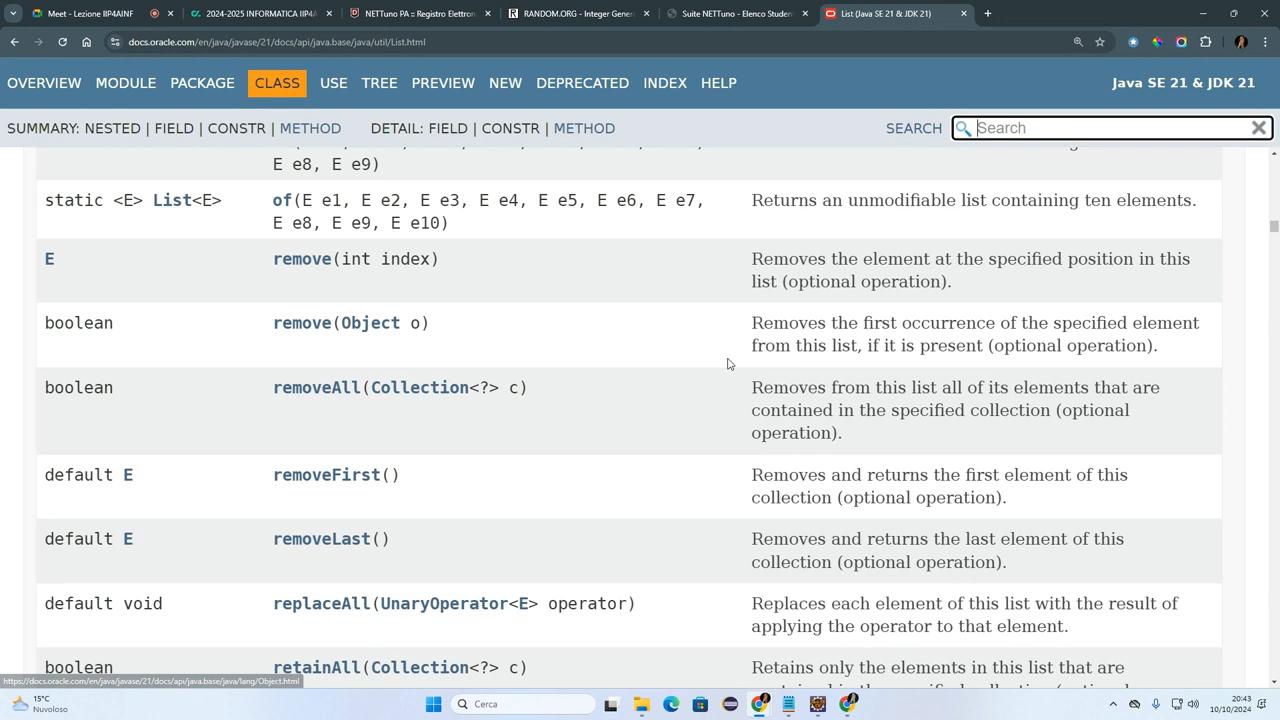 Meet - Lezione IIP4AINF
2024-2025 INFORMATICA IIP4A
NETTuno PA :: Registro Elettron
RANDOM.ORG - Integer Gener
Suite NETTuno - Elenco Student
List (Java SE 21 & JDK 21)
docs.oracle.com/en/java/javase/21/docs/api/java.base/java/util/List.html
OVERVIEW MODULE PACKAGE CLASS USE TREE PREVIEW NEW DEPRECATED INDEX HELP Java SE 21 & JDK 21
SUMMARY: NESTED | FIELD | CONSTR | METHOD DETAIL: FIELD | CONSTR | METHOD SEARCH Search
E e8, E e9)
static <E> List<E> of(E e1, E e2, E e3, E e4, E e5, E e6, E e7, Returns an unmodifiable list containing ten elements.
E e8, E e9, E e10)
E remove(int index) Removes the element at the specified position in this
list (optional operation).
boolean remove(Object o) Removes the first occurrence of the specified element
from this list, if it is present (optional operation).
boolean removeAll(Collection<?> c) Removes from this list all of its elements that are
contained in the specified collection (optional
operation).
default E removeFirst() Removes and returns the first element of this
collection (optional operation).
default E removeLast() Removes and returns the last element of this
collection (optional operation).
default void replaceAll(UnaryOperator<E> operator) Replaces each element of this list with the result of
applying the operator to that element.
boolean retainAll(Collection<?> c) Retains only the elements in this list that are
https://docs.oracle.com/en/java/javase/21/docs/api/java.base/java/lang/Object.html
15°C
Nuvoloso
Cerca
20:43
10/10/2024